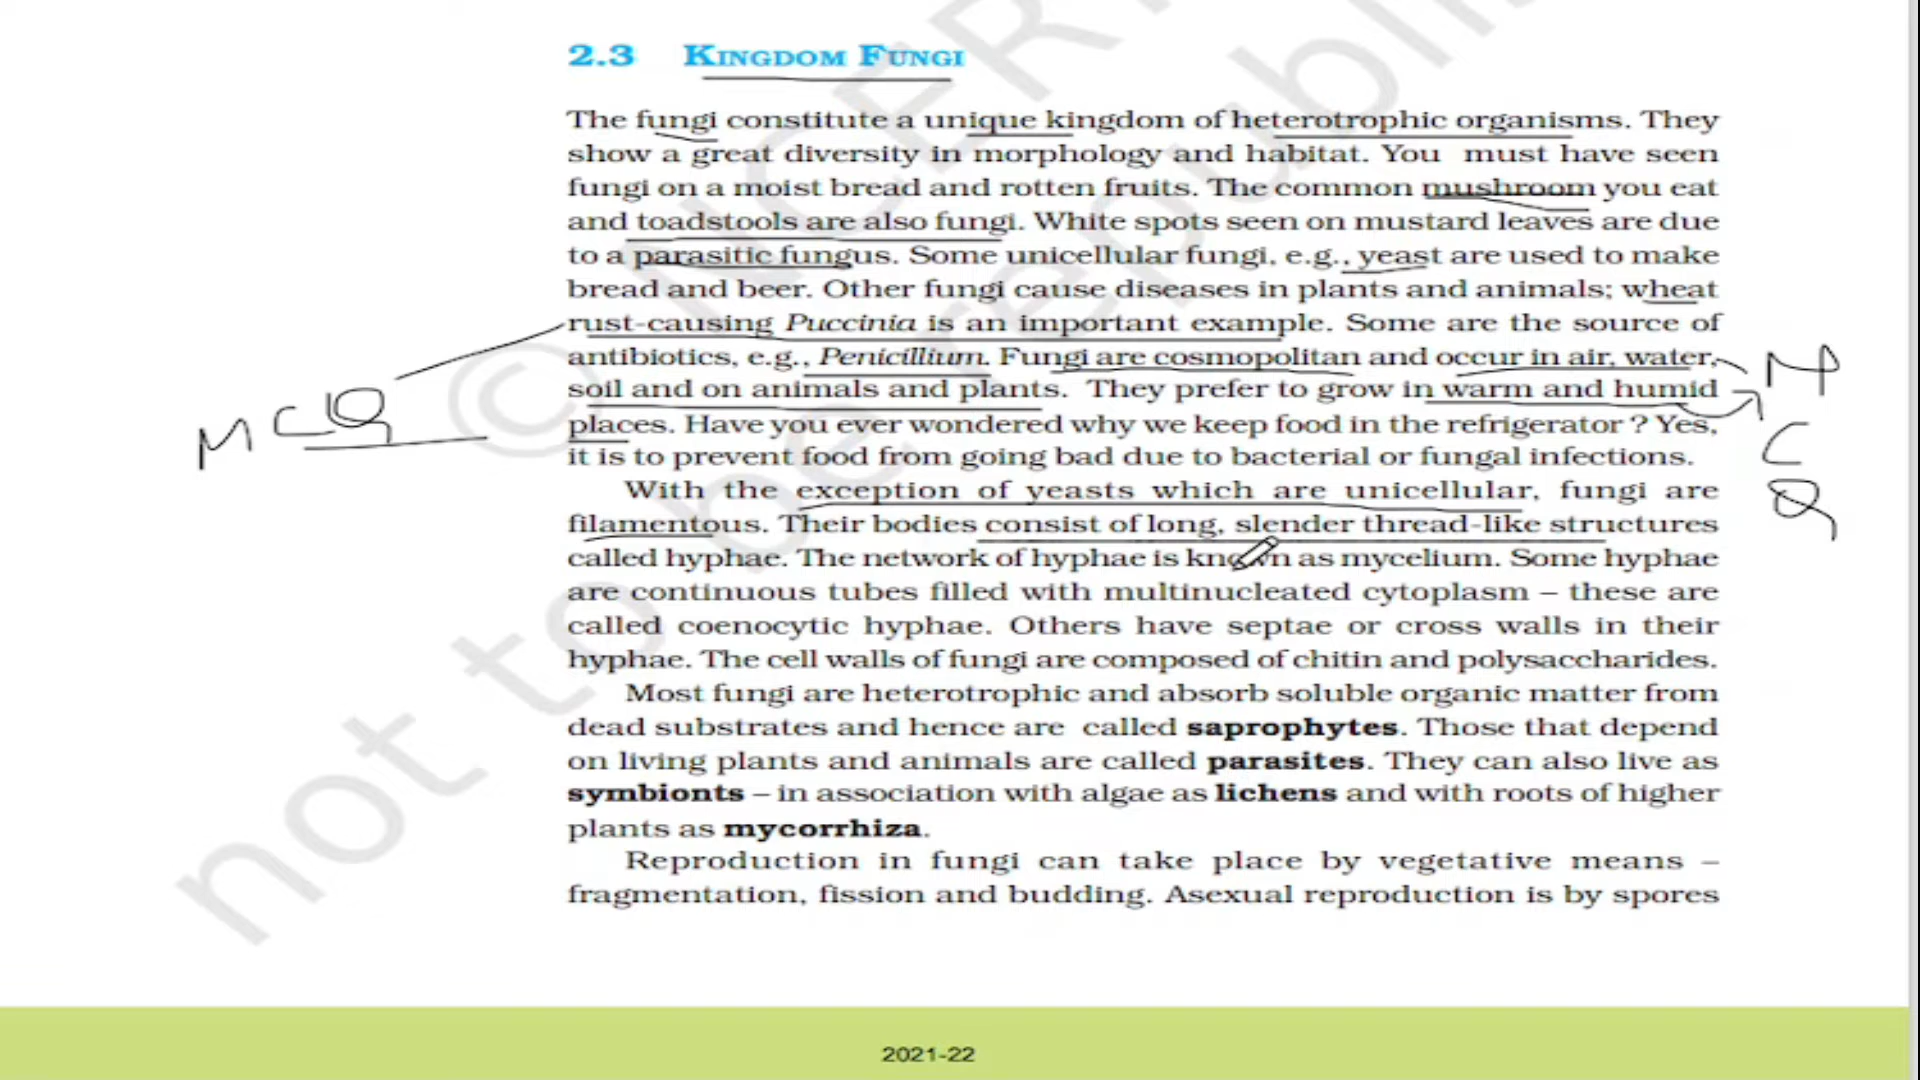 2.3 KINGDOM FUNGI
The fungi constitute a unique kingdom of heterotrophic organisms. They
show a great diversity in morphology and habitat. You must have seen
fungi on a moist bread and rotten fruits. The common mushroom you eat
and toadstools are also fungi. White spots seen on mustard leaves are due
to a parasitic fungus. Some unicellular fungi, e.g., yeast are used to make
bread and beer. Other fungi cause diseases in plants and animals; wheat
rust-causing Puccinia is an important example. Some are the source of
antibiotics, e.g., Penicillium. Fungi are cosmopolitan and occur in air, water,
soil and on animals and plants. They prefer to grow in warm and humid
places. Have you ever wondered why we keep food in the refrigerator ? Yes,
it is to prevent food from going bad due to bacterial or fungal infections.
With the exception of yeasts which are unicellular, fungi are
filamentous. Their bodies consist of long, slender thread-like structures
called hyphae. The network of hyphae is known as mycelium. Some hyphae
are continuous tubes filled with multinucleated cytoplasm – these are
called coenocytic hyphae. Others have septae or cross walls in their
hyphae. The cell walls of fungi are composed of chitin and polysaccharides.
Most fungi are heterotrophic and absorb soluble organic matter from
dead substrates and hence are called saprophytes. Those that depend
on living plants and animals are called parasites. They can also live as
symbionts – in association with algae as lichens and with roots of higher
plants as mycorrhiza.
Reproduction in fungi can take place by vegetative means –
fragmentation, fission and budding. Asexual reproduction is by spores
MCQ
M
C
Q
© NCER
not to be republi
2021-22